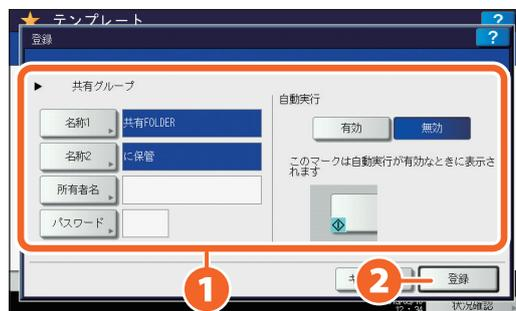 テンプレート
?
登録
?
共有グループ
名称1
共有FOLDER
名称2
に保管
所有者名
パスワード
自動実行
有効
無効
このマークは自動実行が有効なときに表示さ
れます
1
2
登録
状況確認